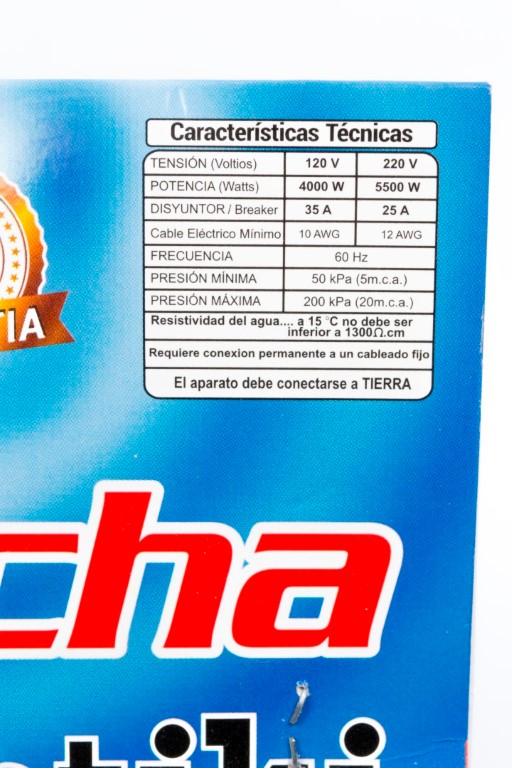 Características Técnicas
TENSIÓN (Voltios) 120 V 220 V
POTENCIA (Watts) 4000 W 5500 W
DISYUNTOR / Breaker 35 A 25 A
Cable Eléctrico Mínimo 10 AWG 12 AWG
FRECUENCIA 60 Hz
PRESIÓN MÍNIMA 50 kPa (5m.c.a.)
PRESIÓN MÁXIMA 200 kPa (20m.c.a.)
Resistividad del agua.... a 15 °C no debe ser
inferior a 1300Ω.cm
Requiere conexion permanente a un cableado fijo
El aparato debe conectarse a TIERRA
TIA
cha